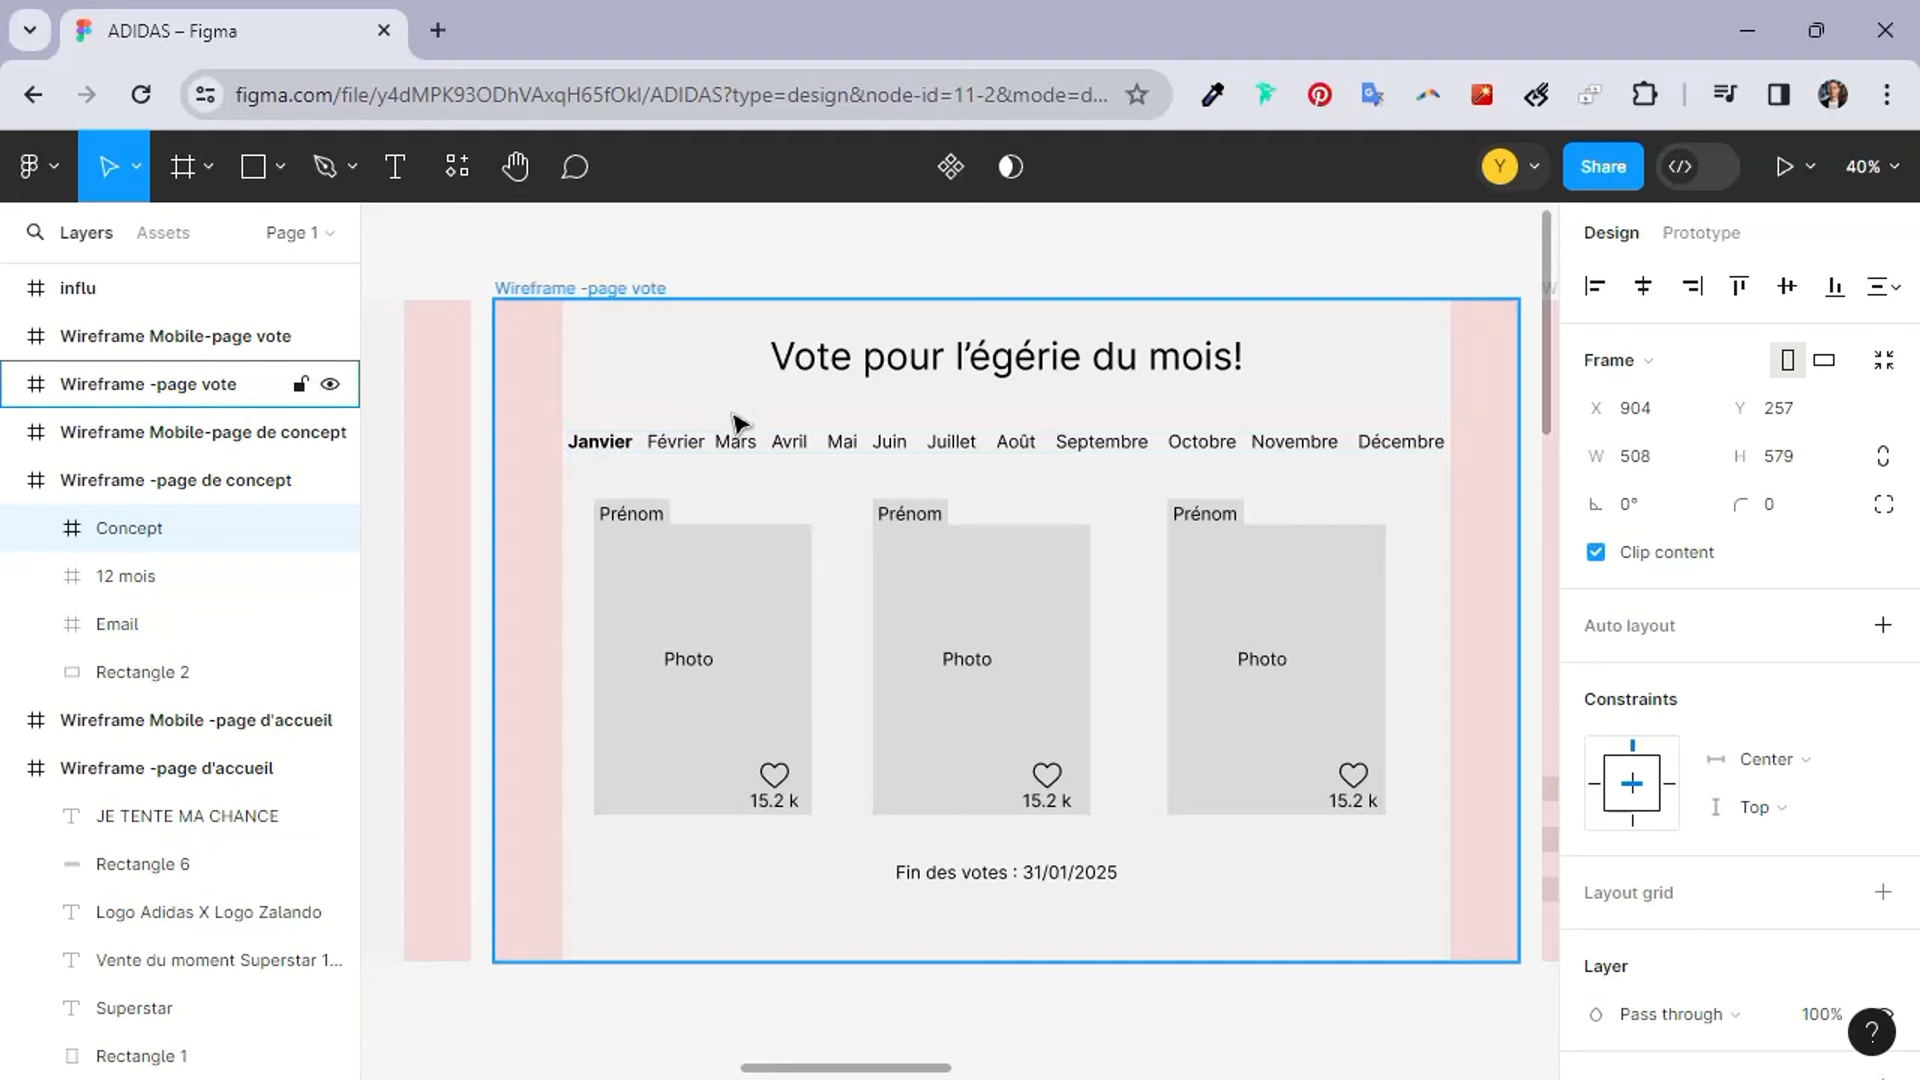 ADIDAS – Figma
figma.com/file/y4dMPK93ODhVAxqH65fOkI/ADIDAS?type=design&node-id=11-2&mode=d...
Y
Share
40%
Layers
Assets
Page 1
influ
Wireframe Mobile-page vote
Wireframe -page vote
Wireframe Mobile-page de concept
Wireframe -page de concept
Concept
12 mois
Email
Rectangle 2
Wireframe Mobile -page d'accueil
Wireframe -page d'accueil
JE TENTE MA CHANCE
Rectangle 6
Logo Adidas X Logo Zalando
Vente du moment Superstar 1...
Superstar
Rectangle 1
Wireframe -page vote
W
Vote pour l’égérie du mois!
Janvier Février Mars Avril Mai Juin Juillet Août Septembre Octobre Novembre Décembre
Prénom Prénom Prénom
Photo Photo Photo
15.2 k 15.2 k 15.2 k
Fin des votes : 31/01/2025
Design
Prototype
Frame
X 904 Y 257
W 508 H 579
0° 0
Clip content
Auto layout
Constraints
Center
Top
Layout grid
Layer
Pass through 100%
?